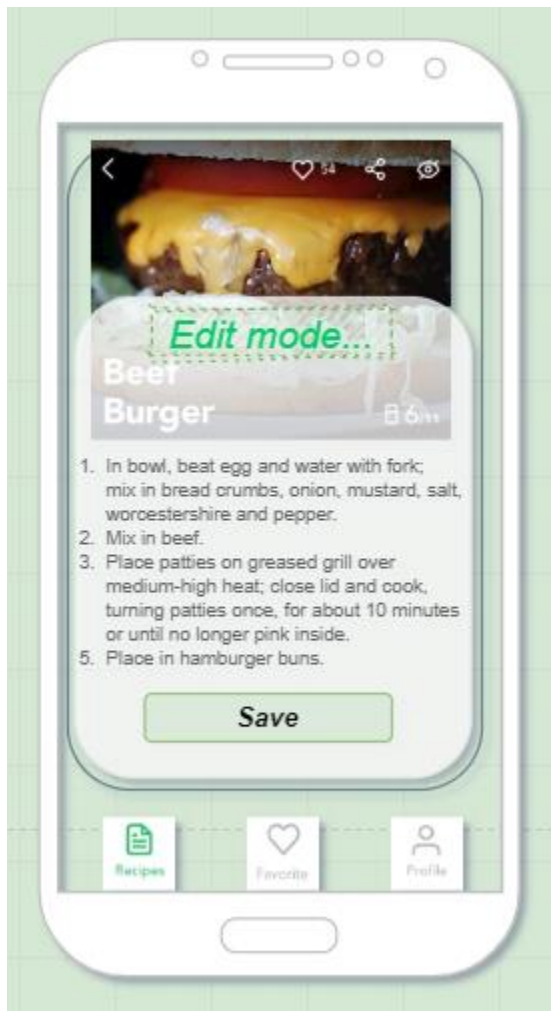 54
Edit mode...
Beef
Burger
6
1. In bowl, beat egg and water with fork;
mix in bread crumbs, onion, mustard, salt,
worcestershire and pepper.
2. Mix in beef.
3. Place patties on greased grill over
medium-high heat; close lid and cook,
turning patties once, for about 10 minutes
or until no longer pink inside.
5. Place in hamburger buns.
Save
Recipes Favorite Profile